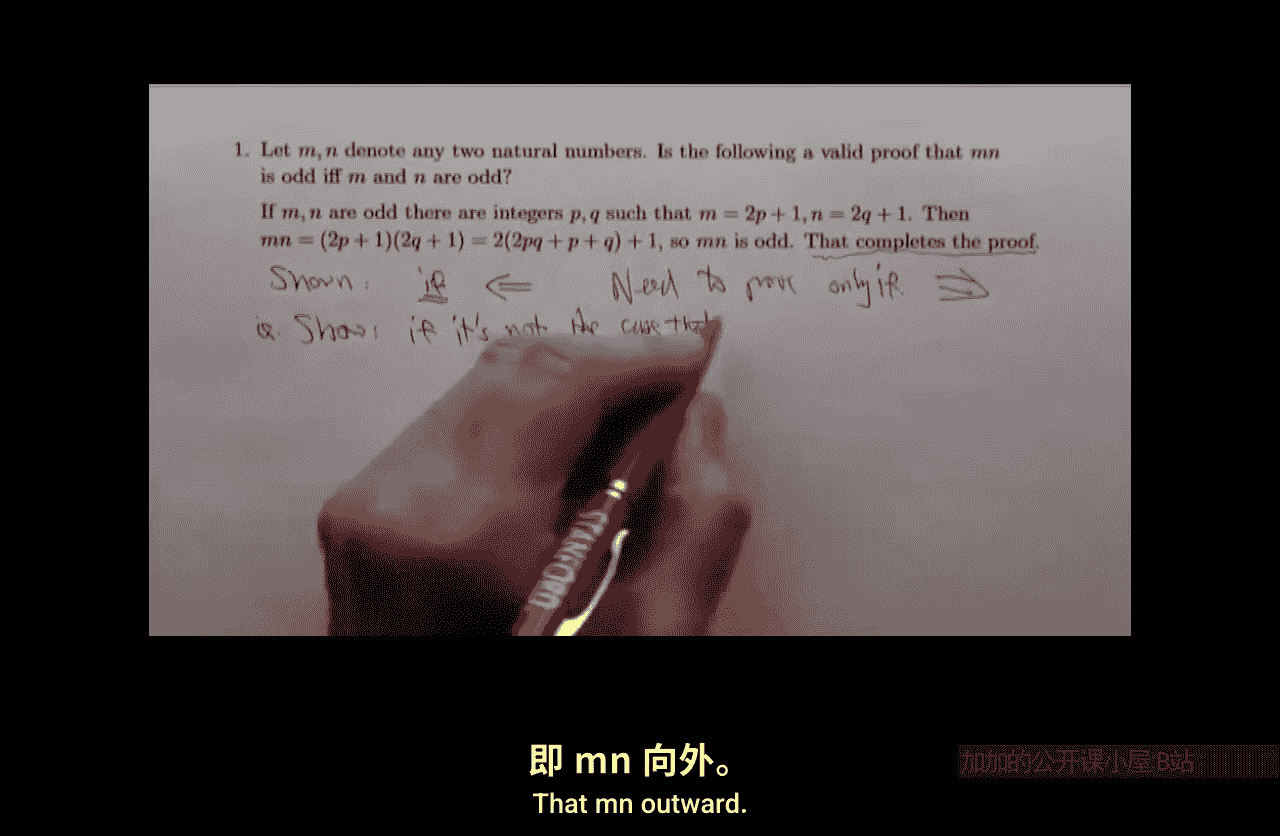 1. Let m, n denote any two natural numbers. Is the following a valid proof that mn
is odd iff m and n are odd?
If m, n are odd there are integers p, q such that m = 2p + 1, n = 2q + 1. Then
mn = (2p + 1)(2q + 1) = 2(2pq + p + q) + 1, so mn is odd. That completes the proof.
Shown: if ⇐ Need to prove only if ⇒
ie. Show: if it's not the case that
STANFORD
即 mn 向外。
加加的公开课小屋 B站
That mn outward.